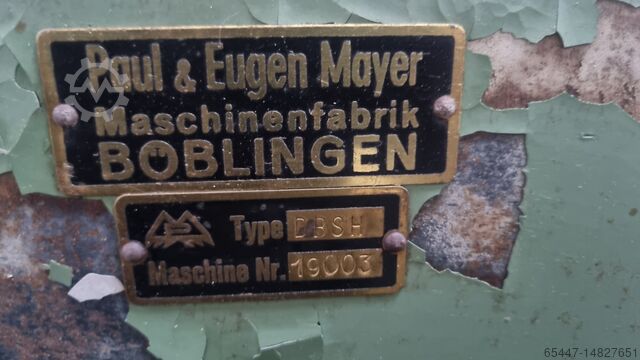 Paul & Eugen Mayer
Maschinenfabrik
BÖBLINGEN
Type DBSH
Maschine Nr. 19003
65447-14827651